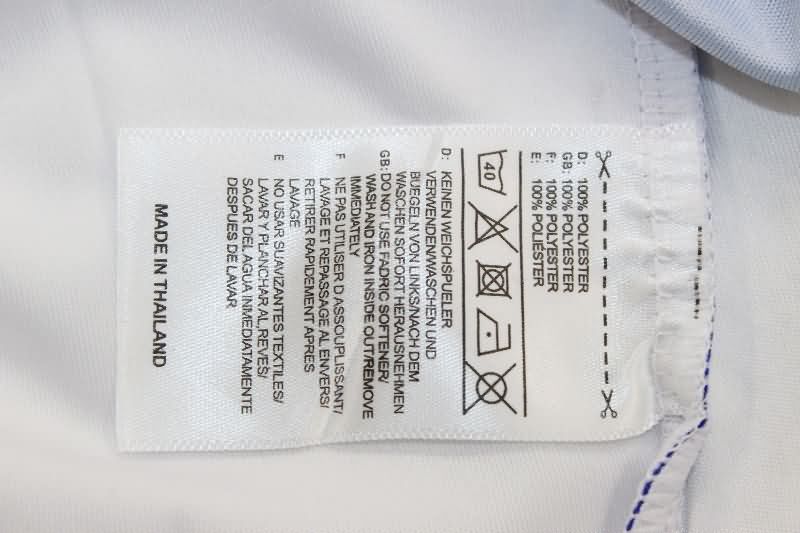 D: 100% POLYESTER
GB: 100% POLYESTER
F: 100% POLYESTER
E: 100% POLIÉSTER
40
D: KEINEN WEICHSPUELER
VERWENDEN/WASCHEN UND
BUEGELN VON LINKS/NACH DEM
WASCHEN SOFORT HERAUSNEHMEN
GB: DO NOT USE FADRIC SOFTENER/
WASH AND IRON INSIDE OUT/REMOVE
IMMEDIATELY
F NE PAS UTILISER D ASSOUPLISSANT/
LAVAGE ET REPASSAGE AL ENVERS/
RETIRER RAPIDEMENT APRES
LAVAGE
E NO USAR SUAVIZANTES TEXTILES/
LAVAR Y PLANCHAR AL, REVES/
SACAR DEL AGUA INMEDIATAMENTE
DESPUES DE LAVAR
MADE IN THAILAND